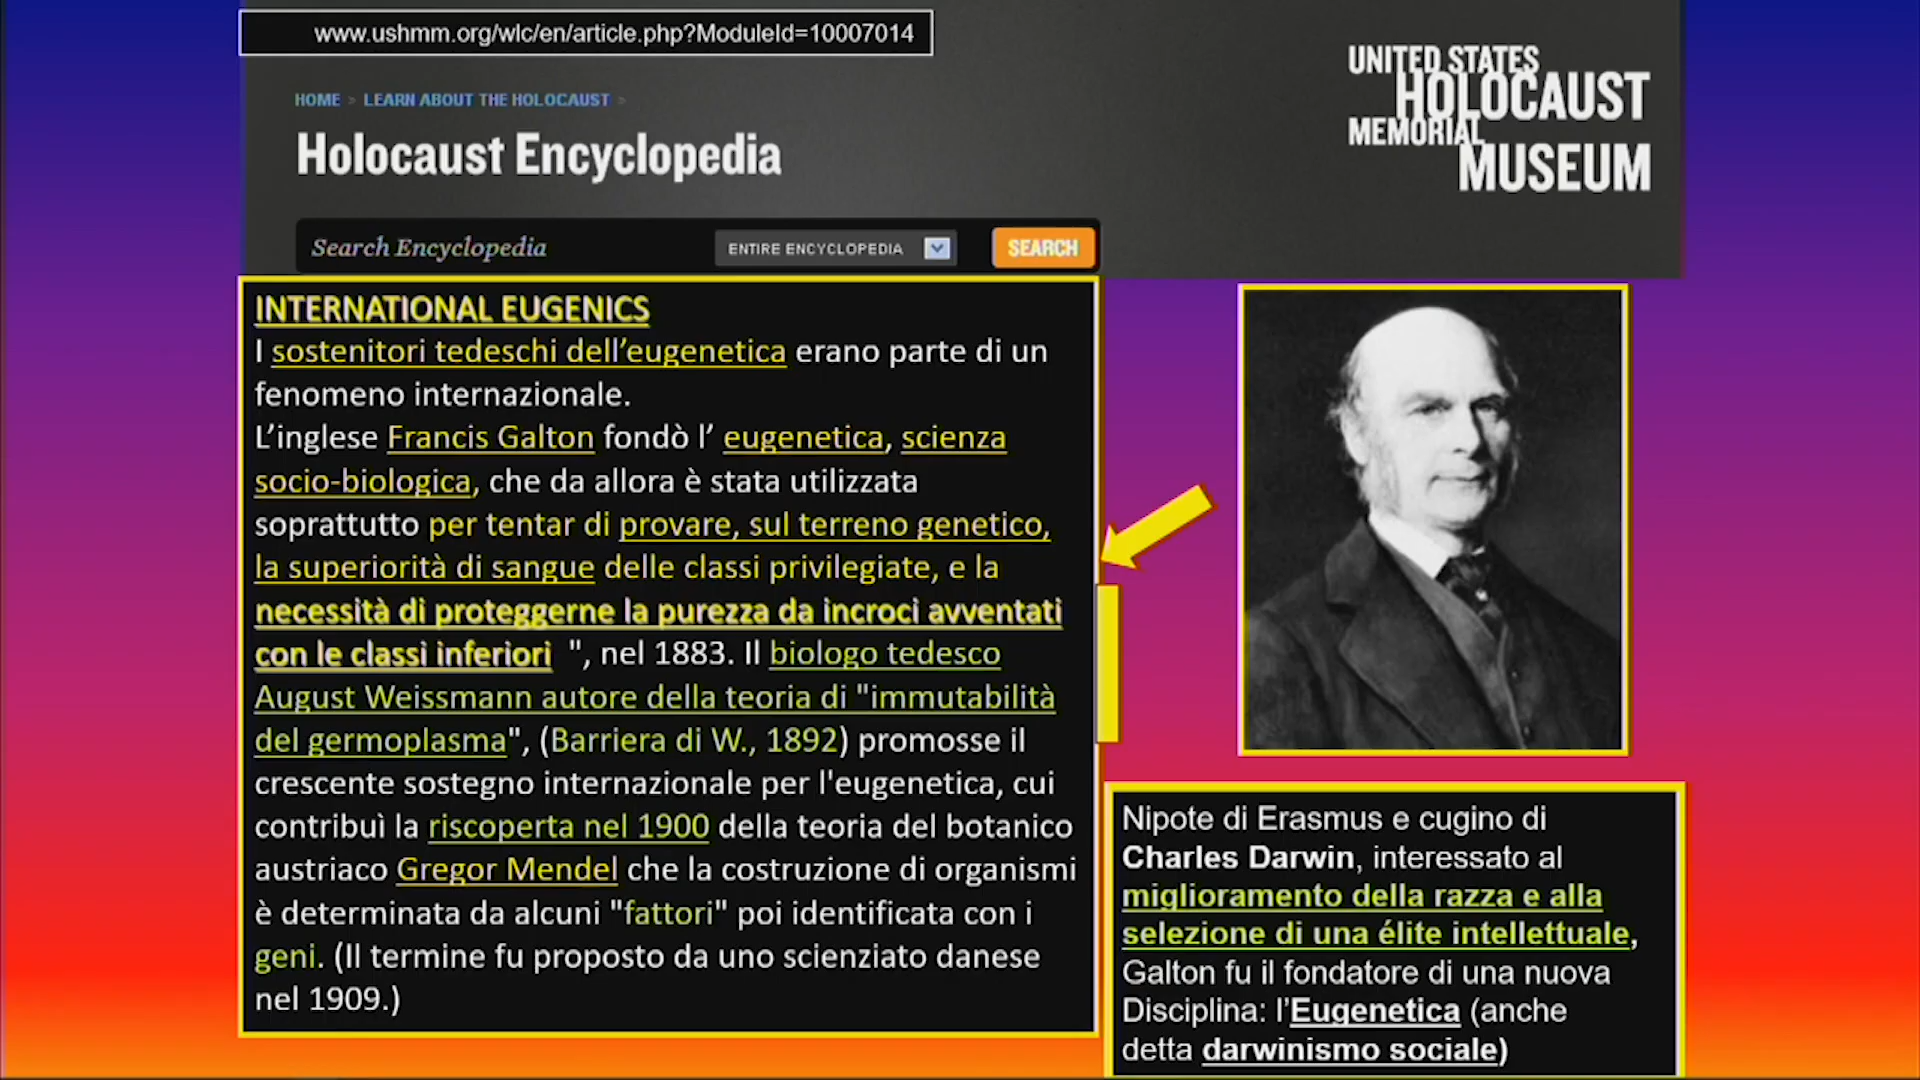 www.ushmm.org/wlc/en/article.php?ModuleId=10007014
HOME > LEARN ABOUT THE HOLOCAUST >
Holocaust Encyclopedia
UNITED STATES
HOLOCAUST
MEMORIAL
MUSEUM
Search Encyclopedia
ENTIRE ENCYCLOPEDIA
SEARCH
INTERNATIONAL EUGENICS
I sostenitori tedeschi dell'eugenetica erano parte di un
fenomeno internazionale.
L'inglese Francis Galton fondò l' eugenetica, scienza
socio-biologica, che da allora è stata utilizzata
soprattutto per tentar di provare, sul terreno genetico,
la superiorità di sangue delle classi privilegiate, e la
necessità di proteggerne la purezza da incroci avventati
con le classi inferiori ", nel 1883. Il biologo tedesco
August Weissmann autore della teoria di "immutabilità
del germoplasma", (Barriera di W., 1892) promosse il
crescente sostegno internazionale per l'eugenetica, cui
contribuì la riscoperta nel 1900 della teoria del botanico
austriaco Gregor Mendel che la costruzione di organismi
è determinata da alcuni "fattori" poi identificata con i
geni. (Il termine fu proposto da uno scienziato danese
nel 1909.)
Nipote di Erasmus e cugino di
Charles Darwin, interessato al
miglioramento della razza e alla
selezione di una élite intellettuale,
Galton fu il fondatore di una nuova
Disciplina: l'Eugenetica (anche
detta darwinismo sociale)